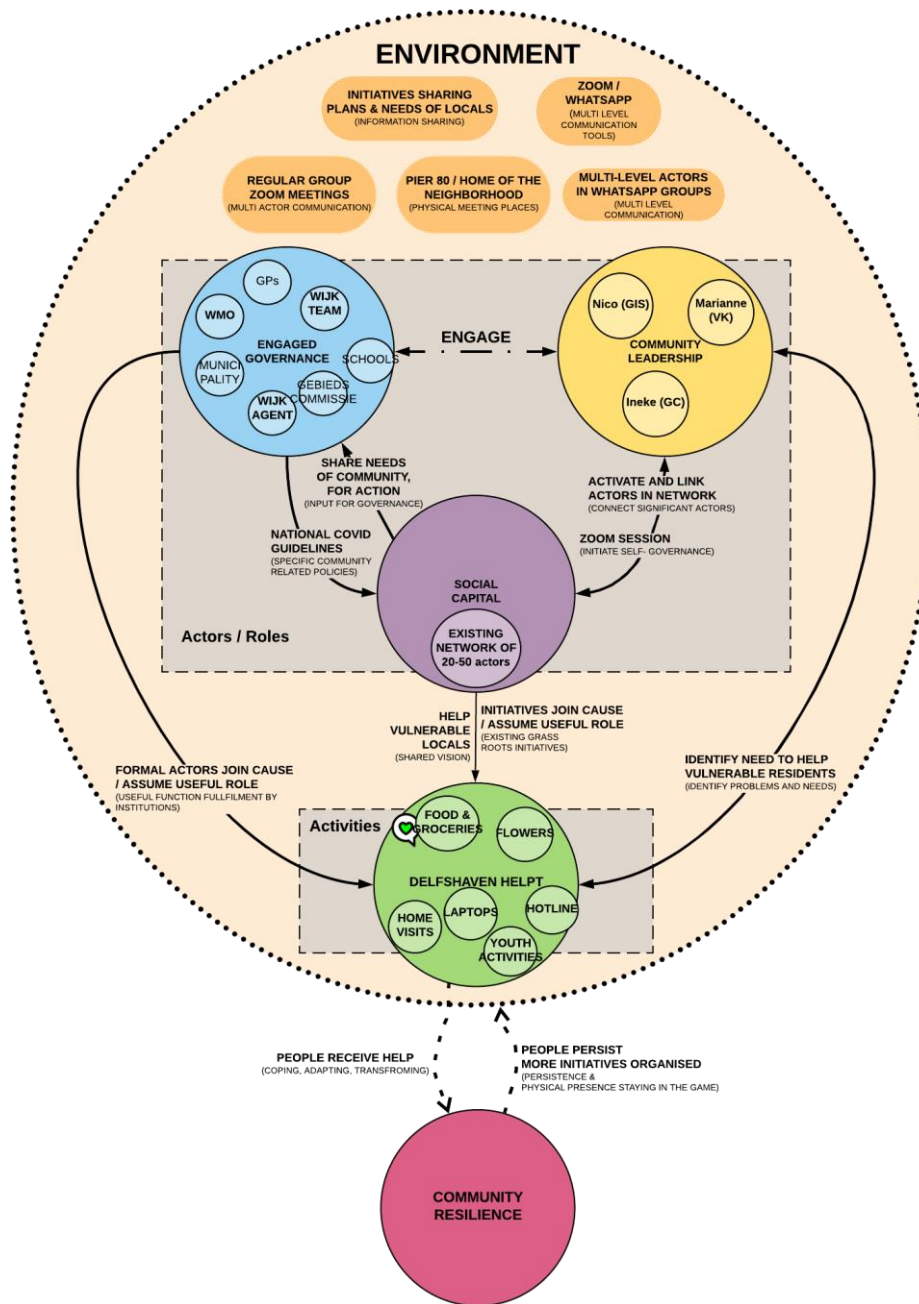 ENVIRONMENT
INITIATIVES SHARING
PLANS & NEEDS OF LOCALS
(INFORMATION SHARING)
ZOOM /
WHATSAPP
(MULTI LEVEL
COMMUNICATION
TOOLS)
REGULAR GROUP
ZOOM MEETINGS
(MULTI ACTOR COMMUNICATION)
PIER 80 / HOME OF THE
NEIGHBORHOOD
(PHYSICAL MEETING PLACES)
MULTI-LEVEL ACTORS
IN WHATSAPP GROUPS
(MULTI LEVEL
COMMUNICATION)
GPs
WIJK
TEAM
WMO
ENGAGED
GOVERNANCE
SCHOOLS
MUNICI
PALITY
GEBIEDS
COMMISSIE
WIJK
AGENT
ENGAGE
Nico (GIS)
Marianne
(VK)
COMMUNITY
LEADERSHIP
Ineke (GC)
SHARE NEEDS
OF COMMUNITY,
FOR ACTION
(INPUT FOR GOVERNANCE)
ACTIVATE AND LINK
ACTORS IN NETWORK
(CONNECT SIGNIFICANT ACTORS)
NATIONAL COVID
GUIDELINES
(SPECIFIC COMMUNITY
RELATED POLICIES)
ZOOM SESSION
(INITIATE SELF- GOVERNANCE)
SOCIAL
CAPITAL
EXISTING
NETWORK OF
20-50 actors
Actors / Roles
HELP
VULNERABLE
LOCALS
(SHARED VISION)
INITIATIVES JOIN CAUSE
/ ASSUME USEFUL ROLE
(EXISTING GRASS
ROOTS INITIATIVES)
FORMAL ACTORS JOIN CAUSE
/ ASSUME USEFUL ROLE
(USEFUL FUNCTION FULLFILMENT BY
INSTITUTIONS)
IDENTIFY NEED TO HELP
VULNERABLE RESIDENTS
(IDENTIFY PROBLEMS AND NEEDS)
Activities
FOOD &
GROCERIES
FLOWERS
DELFSHAVEN HELPT
HOME
VISITS
LAPTOPS
HOTLINE
YOUTH
ACTIVITIES
PEOPLE RECEIVE HELP
(COPING, ADAPTING, TRANSFROMING)
PEOPLE PERSIST
MORE INITIATIVES ORGANISED
(PERSISTENCE &
PHYSICAL PRESENCE STAYING IN THE GAME)
COMMUNITY
RESILIENCE